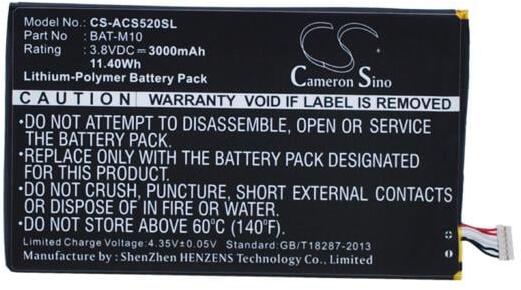 Model No.: CS-ACS520SL
Part No.: BAT-M10
Rating : 3.8VDC⎓ 3000mAh
11.40Wh
Lithium-Polymer Battery Pack
CS
Cameron Sino
CAUTION WARRANTY VOID IF LABEL IS REMOVED
•DO NOT ATTEMPT TO DISASSEMBLE, OPEN OR SERVICE
THE BATTERY PACK.
•REPLACE ONLY WITH THE BATTERY PACK DESIGNATED
FOR THIS PRODUCT.
•DO NOT CRUSH, PUNCTURE, SHORT EXTERNAL CONTACTS
OR DISPOSE OF IN FIRE OR WATER.
•DO NOT HEAT ABOVE 60℃ (140℉).
Limited Charge Voltage:4.35V±0.05V Standard:GB/T18287-2013
Manufacture by : ShenZhen HENZENS Technology Co.,Ltd.